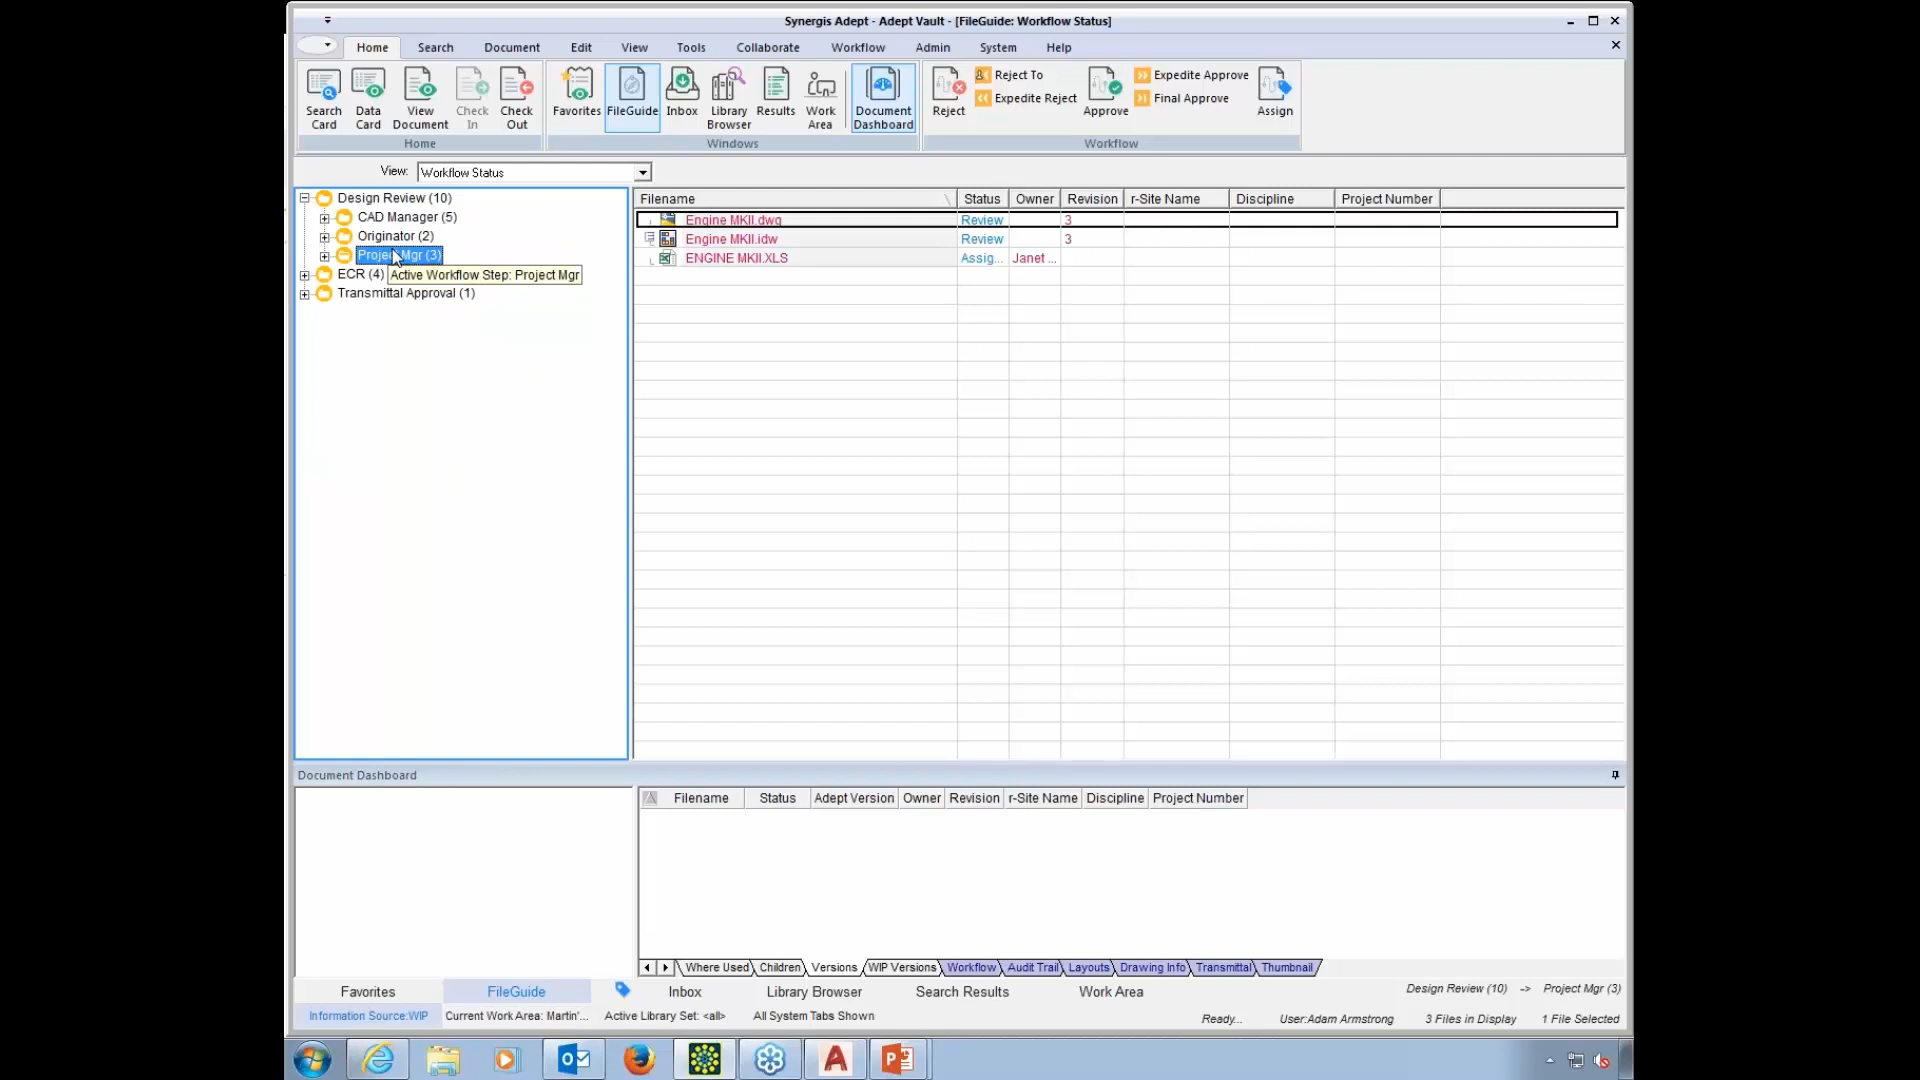 Synergis Adept - Adept Vault - [FileGuide: Workflow Status]
Home Search Document Edit View Tools Collaborate Workflow Admin System Help
Search Card
Data Card
View Document
Check In
Check Out
Home
Favorites
FileGuide
Inbox
Library Browser
Results
Work Area
Document Dashboard
Windows
Reject
Reject To
Expedite Reject
Approve
Expedite Approve
Final Approve
Assign
Workflow
View: Workflow Status
Design Review (10)
CAD Manager (5)
Originator (2)
Project Mgr (3)
ECR (4)
Active Workflow Step: Project Mgr
Transmittal Approval (1)
Filename Status Owner Revision r-Site Name Discipline Project Number
Engine MKII.dwg Review 3
Engine MKII.idw Review 3
ENGINE MKII.XLS Assig... Janet ...
Document Dashboard
Filename Status Adept Version Owner Revision r-Site Name Discipline Project Number
Where Used Children Versions WIP Versions Workflow Audit Trail Layouts Drawing Info Transmittal Thumbnail
Favorites FileGuide Inbox Library Browser Search Results Work Area
Design Review (10) -> Project Mgr (3)
Information Source:WIP Current Work Area: Martin'... Active Library Set: <all> All System Tabs Shown
Ready... User:Adam Armstrong 3 Files in Display 1 File Selected